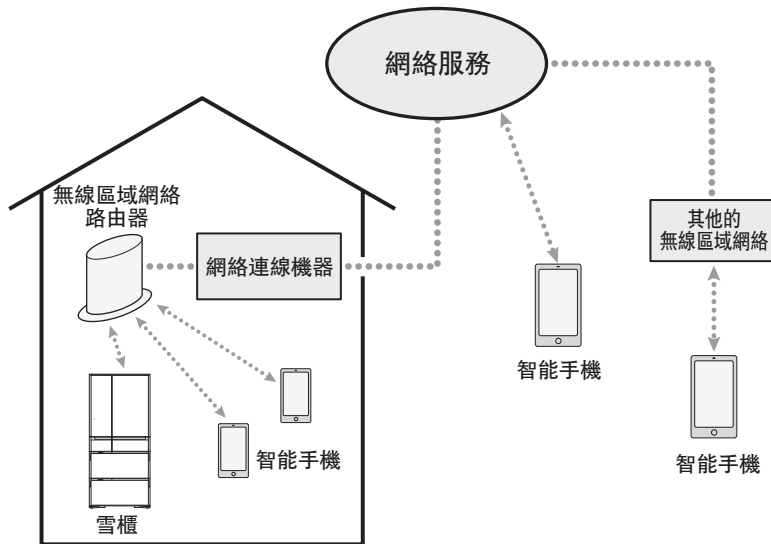 網絡服務
無線區域網絡
路由器
網絡連線機器
其他的
無線區域網絡
智能手機
智能手機
智能手機
雪櫃